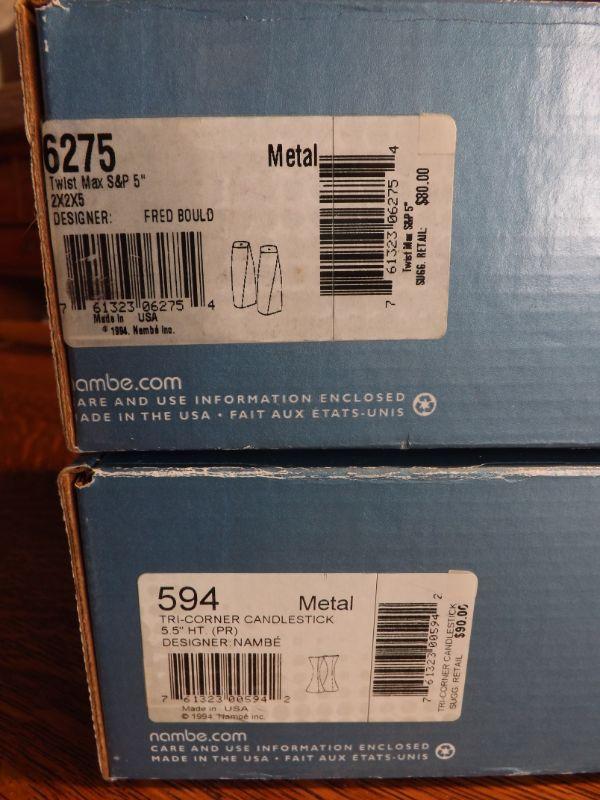 6275
Metal
Twist Max S&P 5"
2X2X5
DESIGNER: FRED BOULD
7 61323 06275 4
Made in USA
© 1994. Nambé Inc.
7 61323 06275 4
Twist Max S&P 5"
SUGG. RETAIL: $80.00
ambe.com
ARE AND USE INFORMATION ENCLOSED
ADE IN THE USA • FAIT AUX ÉTATS-UNIS
594
Metal
TRI-CORNER CANDLESTICK
5.5" HT. (PR)
DESIGNER: NAMBÉ
7 61323 00594 2
Made in USA
© 1994 Nambé Inc.
7 61323 00594 2
TRI-CORNER CANDLESTICK
SUGG. RETAIL $90.00
nambe.com
CARE AND USE INFORMATION ENCLOSED
MADE IN THE USA • FAIT AUX ÉTATS-UNIS